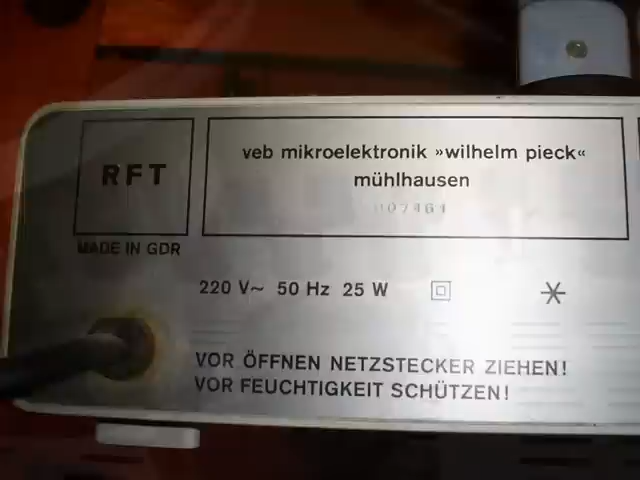 RFT
MADE IN GDR
veb mikroelektronik »wilhelm pieck«
mühlhausen
220 V~ 50 Hz 25 W
VOR ÖFFNEN NETZSTECKER ZIEHEN!
VOR FEUCHTIGKEIT SCHÜTZEN!